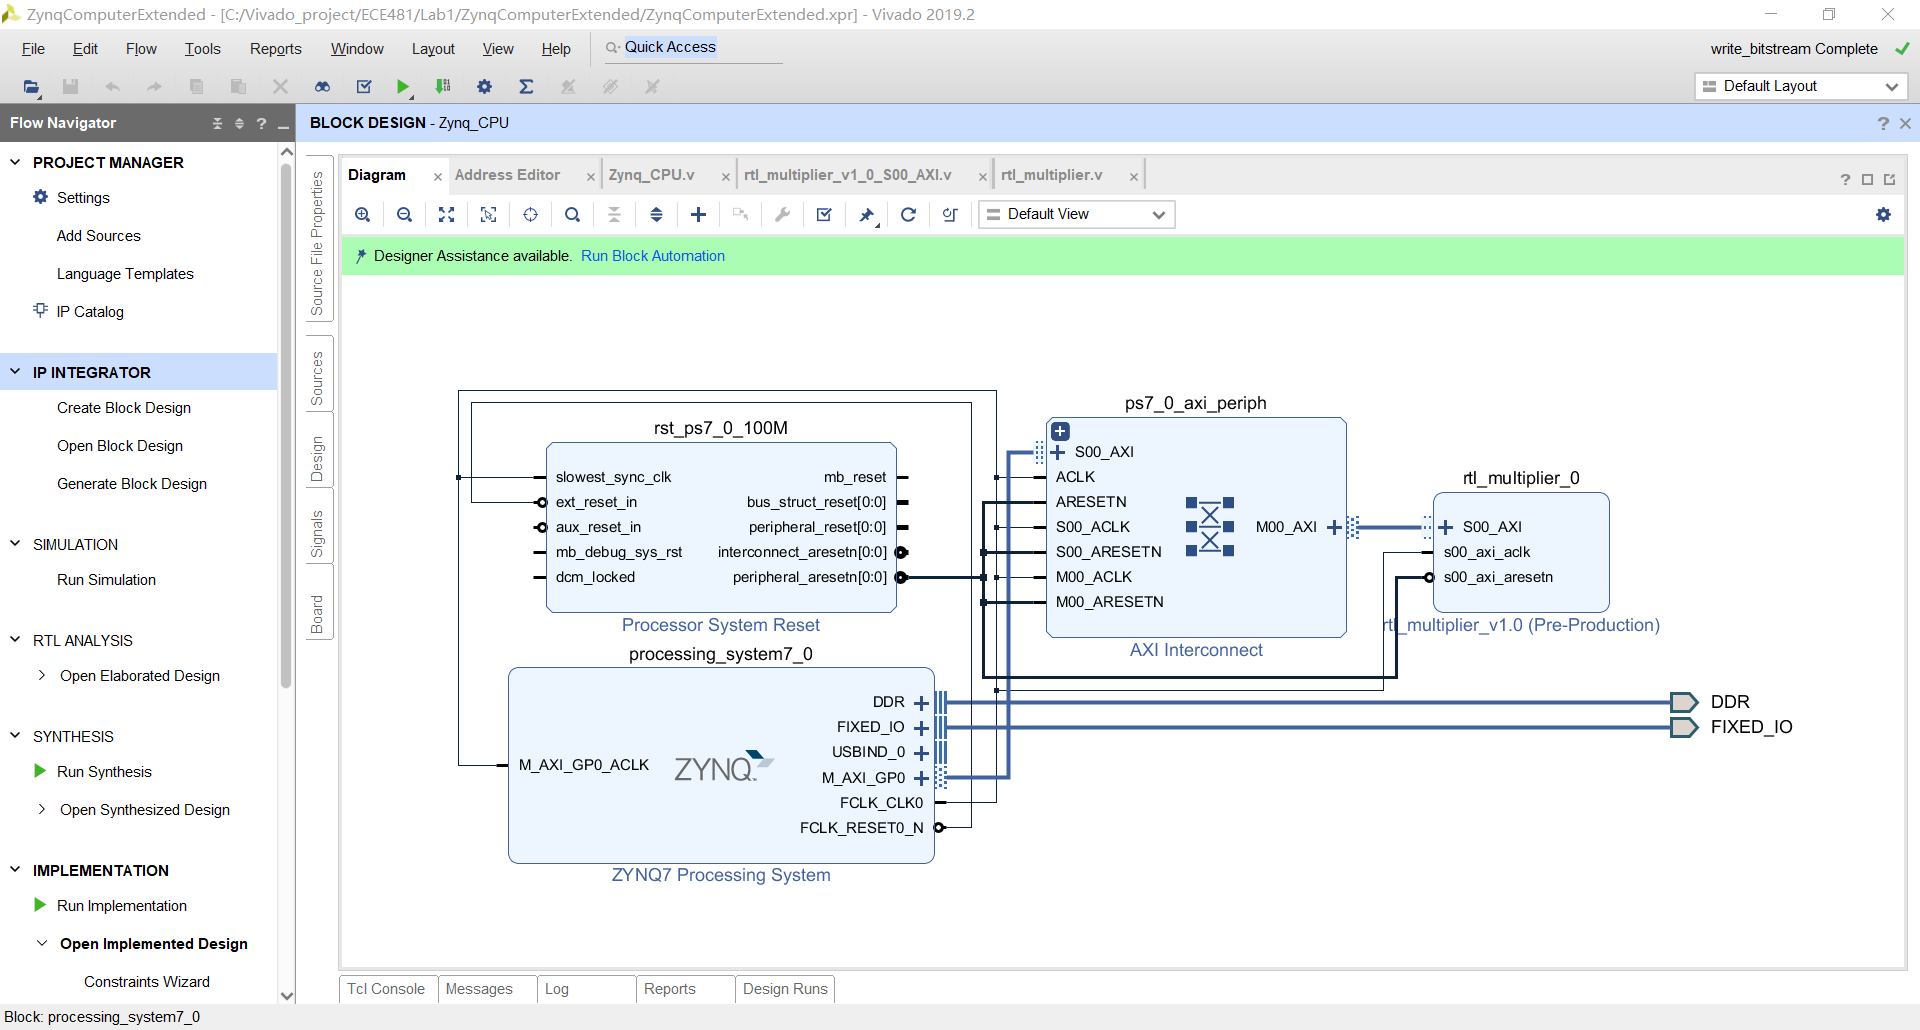 ZynqComputerExtended - [C:/Vivado_project/ECE481/Lab1/ZynqComputerExtended/ZynqComputerExtended.xpr] - Vivado 2019.2
File Edit Flow Tools Reports Window Layout View Help Quick Access
write_bitstream Complete
Default Layout
Flow Navigator
PROJECT MANAGER
Settings
Add Sources
Language Templates
IP Catalog
IP INTEGRATOR
Create Block Design
Open Block Design
Generate Block Design
SIMULATION
Run Simulation
RTL ANALYSIS
Open Elaborated Design
SYNTHESIS
Run Synthesis
Open Synthesized Design
IMPLEMENTATION
Run Implementation
Open Implemented Design
Constraints Wizard
BLOCK DESIGN - Zynq_CPU
Source File Properties
Sources
Design
Signals
Board
Diagram Address Editor Zynq_CPU.v rtl_multiplier_v1_0_S00_AXI.v rtl_multiplier.v
Default View
Designer Assistance available. Run Block Automation
rst_ps7_0_100M
slowest_sync_clk
ext_reset_in
aux_reset_in
mb_debug_sys_rst
dcm_locked
mb_reset
bus_struct_reset[0:0]
peripheral_reset[0:0]
interconnect_aresetn[0:0]
peripheral_aresetn[0:0]
Processor System Reset
processing_system7_0
M_AXI_GP0_ACLK
ZYNQ
DDR
FIXED_IO
USBIND_0
M_AXI_GP0
FCLK_CLK0
FCLK_RESET0_N
ZYNQ7 Processing System
ps7_0_axi_periph
S00_AXI
ACLK
ARESETN
S00_ACLK
S00_ARESETN
M00_ACLK
M00_ARESETN
M00_AXI
AXI Interconnect
rtl_multiplier_0
S00_AXI
s00_axi_aclk
s00_axi_aresetn
rtl_multiplier_v1.0 (Pre-Production)
DDR
FIXED_IO
Tcl Console Messages Log Reports Design Runs
Block: processing_system7_0